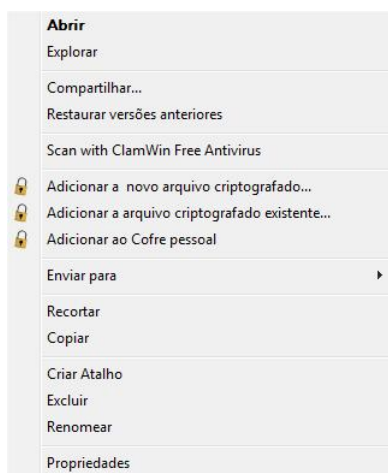 Abrir
Explorar
Compartilhar...
Restaurar versões anteriores
Scan with ClamWin Free Antivirus
Adicionar a  novo arquivo criptografado...
Adicionar a arquivo criptografado existente...
Adicionar ao Cofre pessoal
Enviar para
Recortar
Copiar
Criar Atalho
Excluir
Renomear
Propriedades